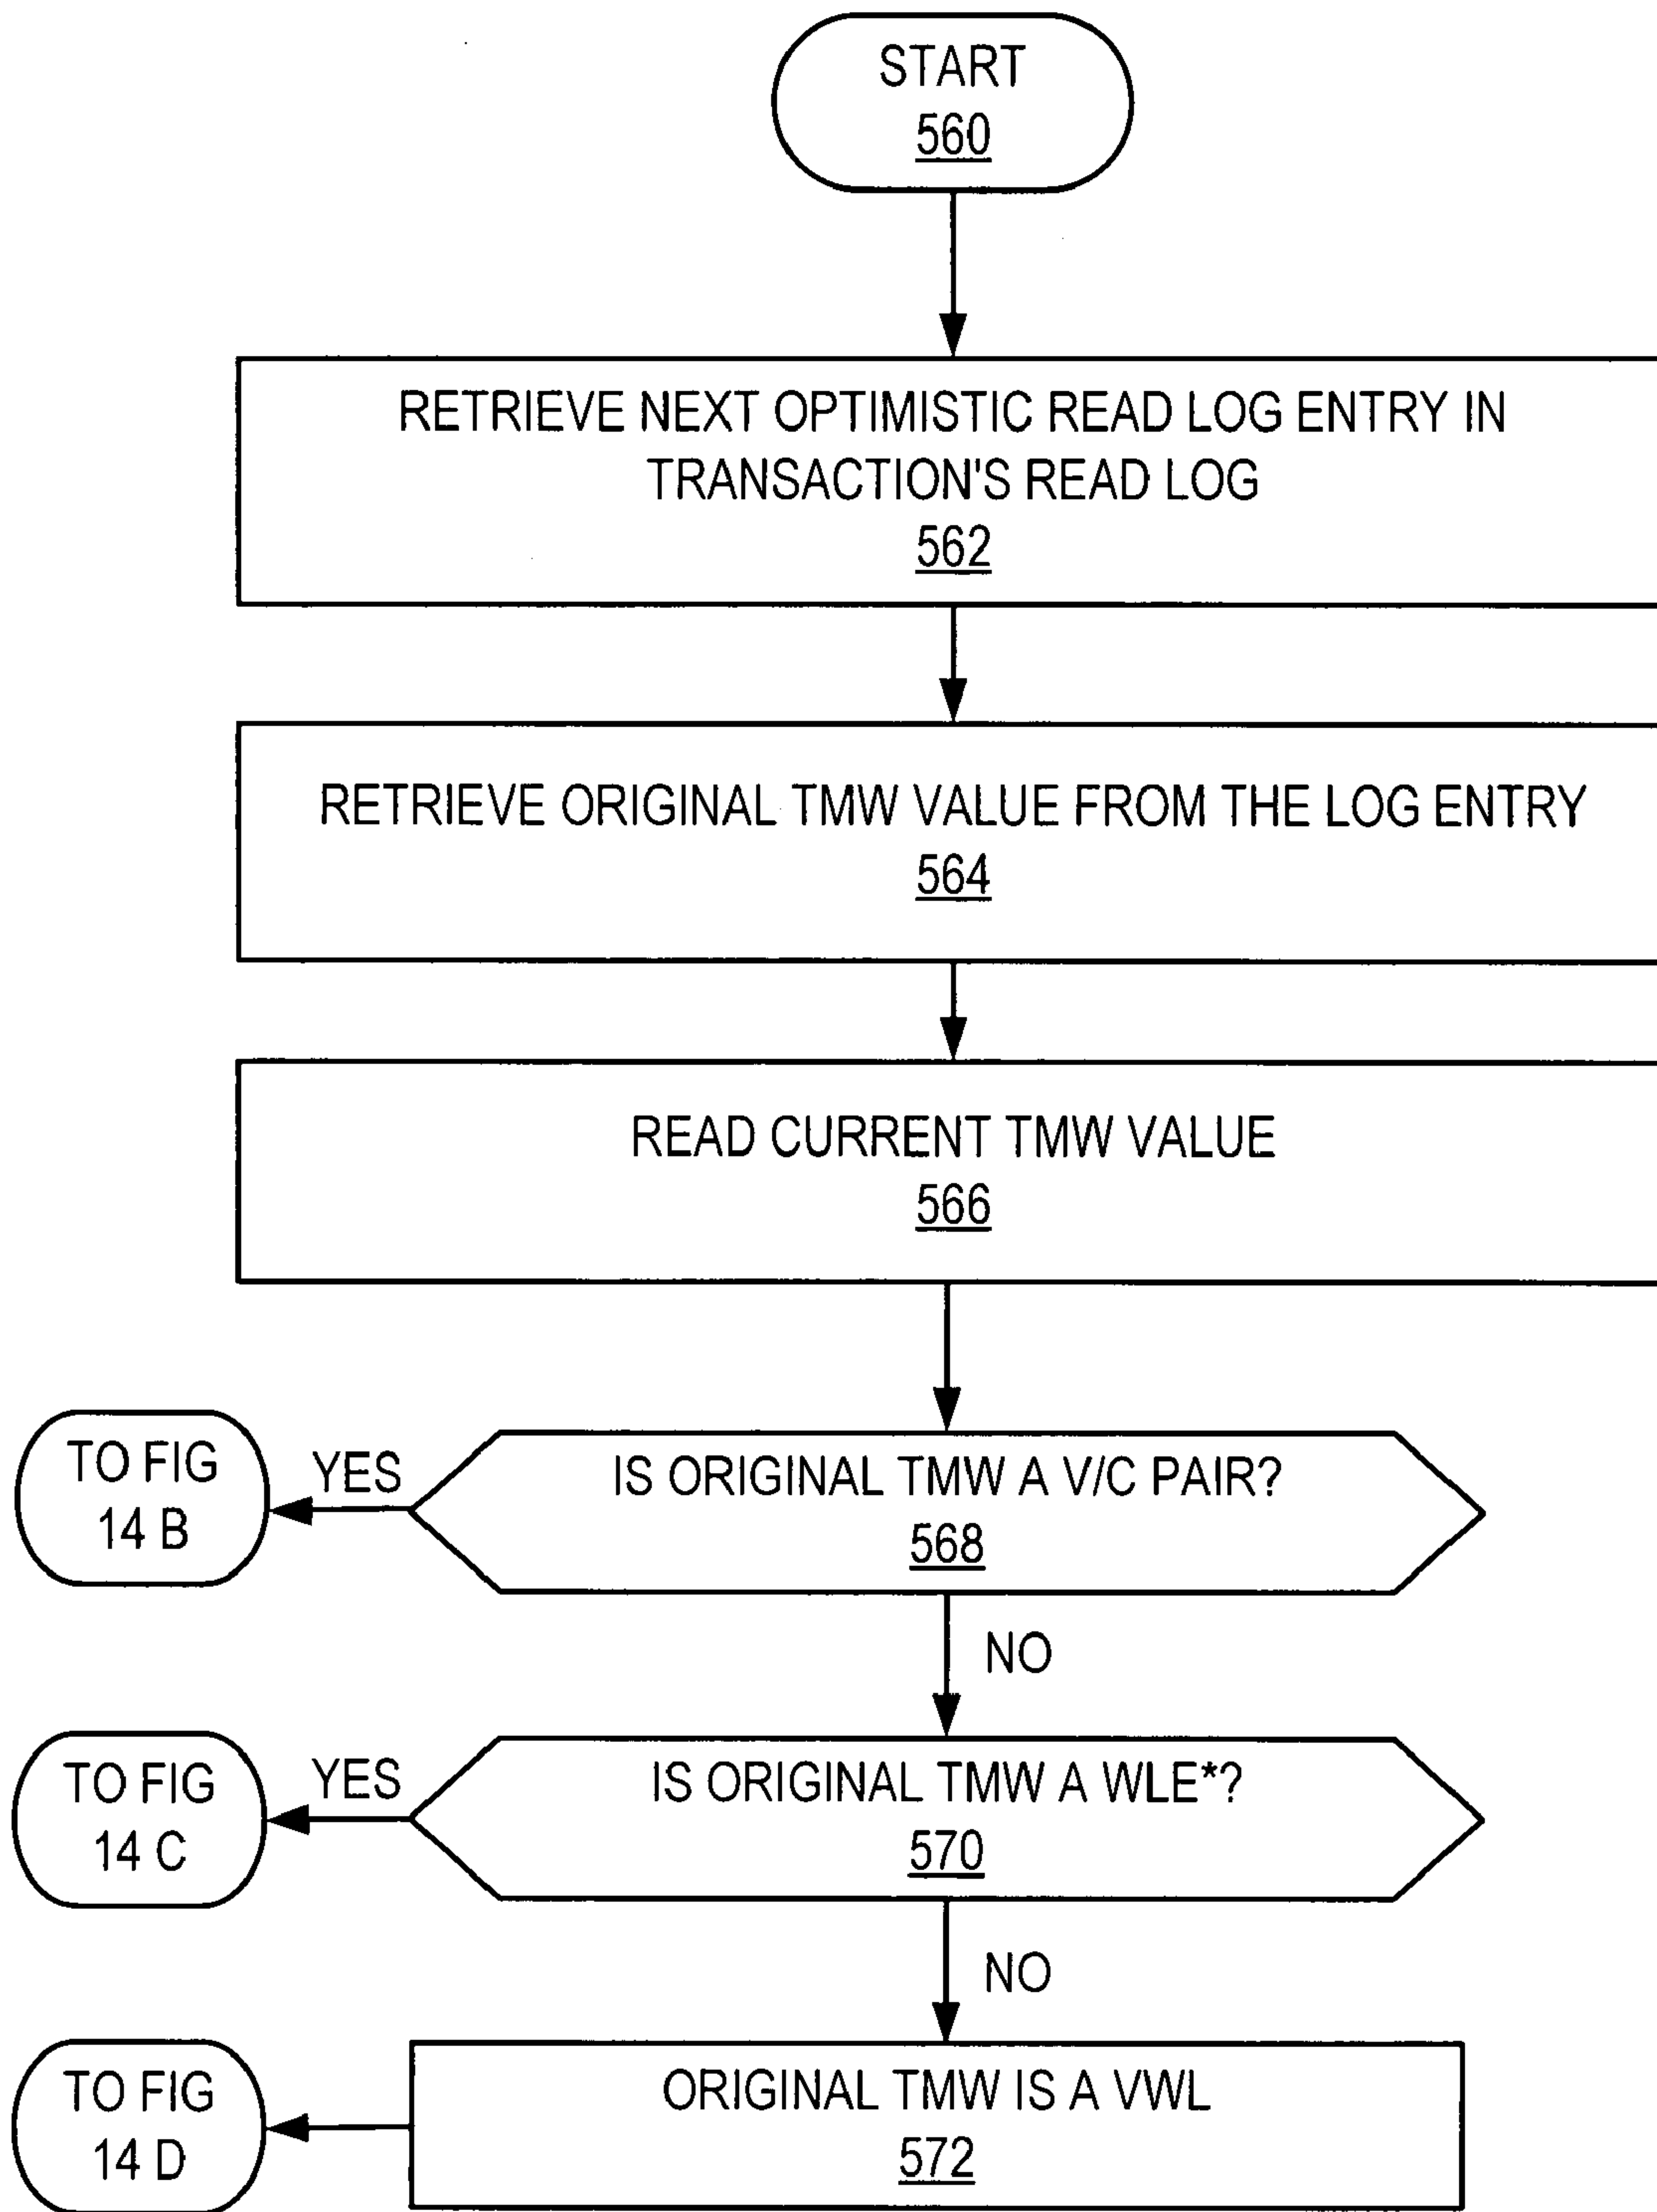 START
560
RETRIEVE NEXT OPTIMISTIC READ LOG ENTRY IN
TRANSACTION'S READ LOG
562
RETRIEVE ORIGINAL TMW VALUE FROM THE LOG ENTRY
564
READ CURRENT TMW VALUE
566
TO FIG
14 B
YES
IS ORIGINAL TMW A V/C PAIR?
568
NO
TO FIG
14 C
YES
IS ORIGINAL TMW A WLE*?
570
NO
TO FIG
14 D
ORIGINAL TMW IS A VWL
572